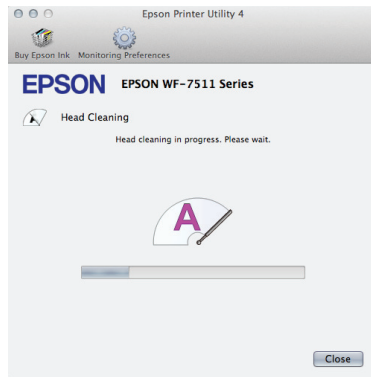 Epson Printer Utility 4
Buy Epson Ink Monitoring Preferences
EPSON EPSON WF-7511 Series
Head Cleaning
Head cleaning in progress. Please wait.
A
Close